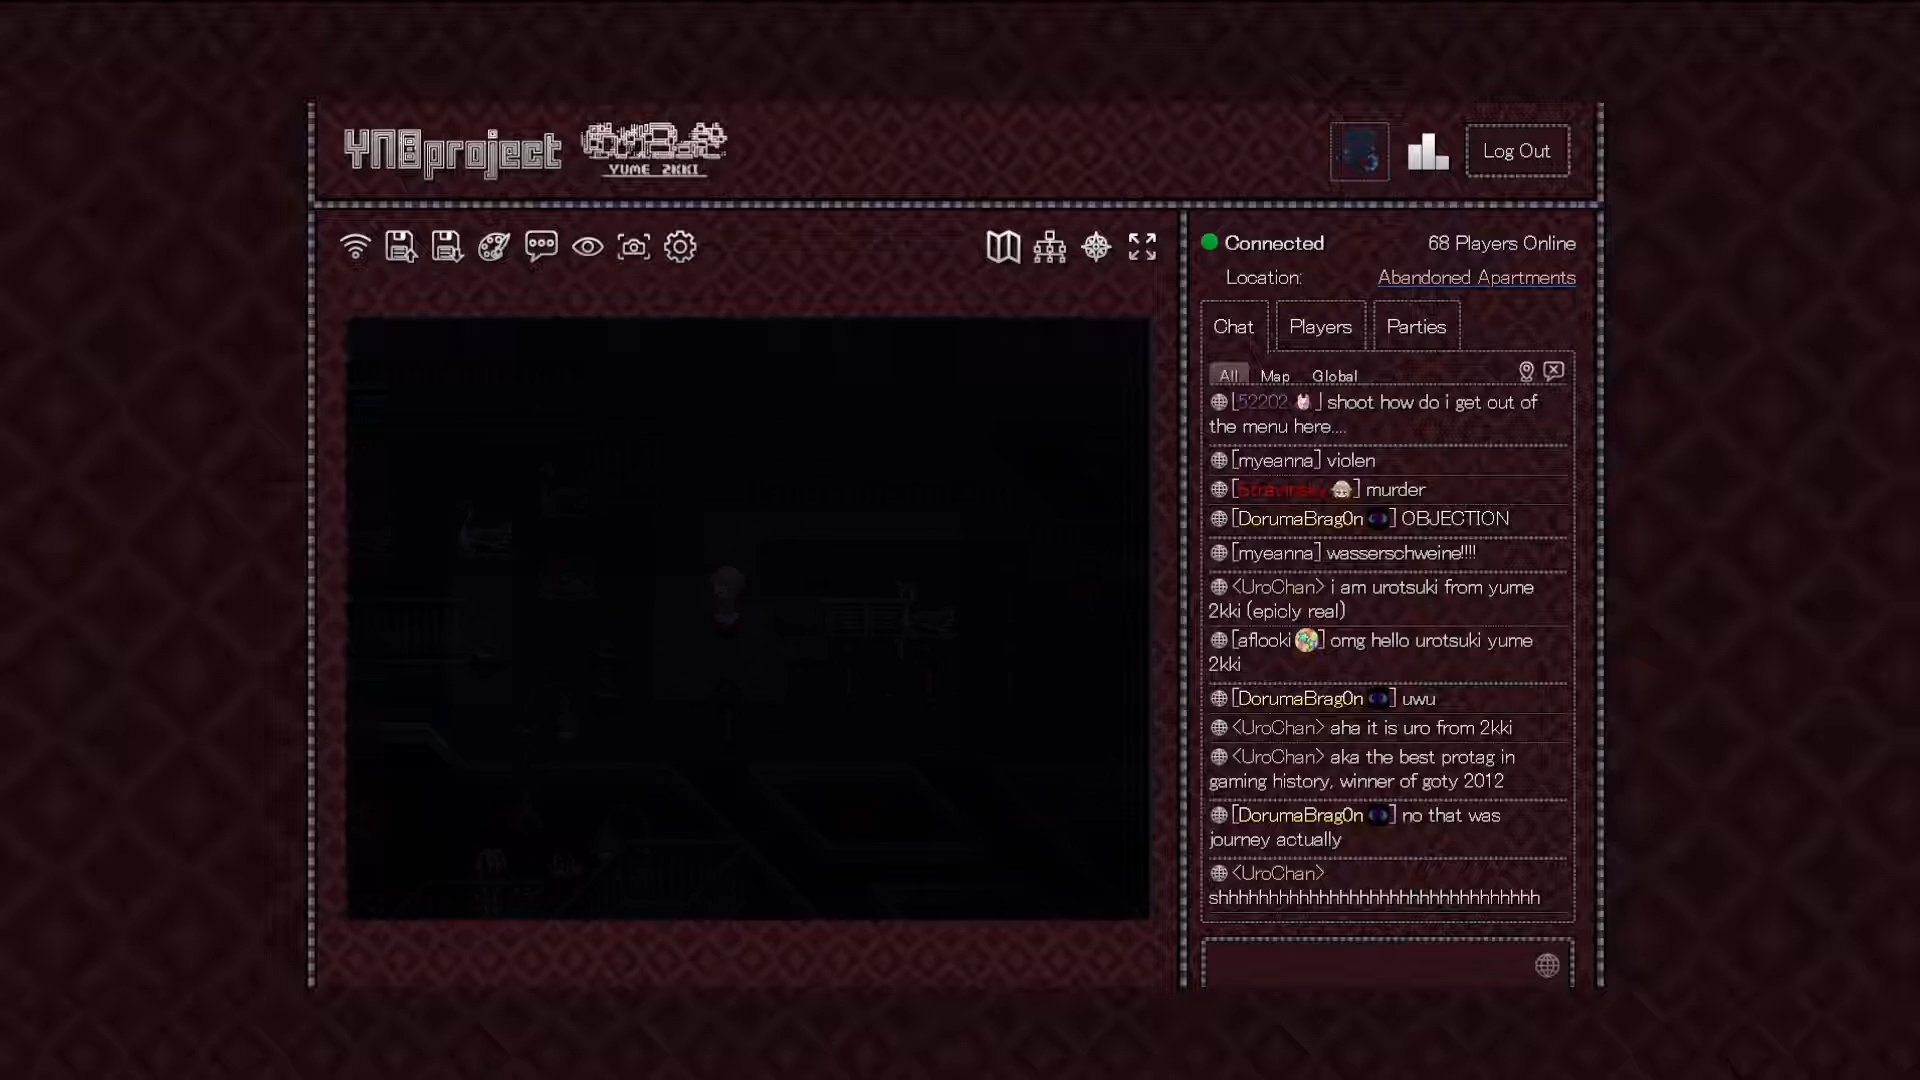 YNOproject
YUME 2KKI
Log Out
Connected
68 Players Online
Location:
Abandoned Apartments
Chat
Players
Parties
All
Map
Global
[52202] shoot how do i get out of
the menu here....
[myeanna] violen
[Stravinsky] murder
[DorumaBrag0n] OBJECTION
[myeanna] wasserschweine!!!!
<UroChan> i am urotsuki from yume
2kki (epicly real)
[aflooki] omg hello urotsuki yume
2kki
[DorumaBrag0n] uwu
<UroChan> aha it is uro from 2kki
<UroChan> aka the best protag in
gaming history, winner of goty 2012
[DorumaBrag0n] no that was
journey actually
<UroChan>
shhhhhhhhhhhhhhhhhhhhhhhhhhhhhhhh